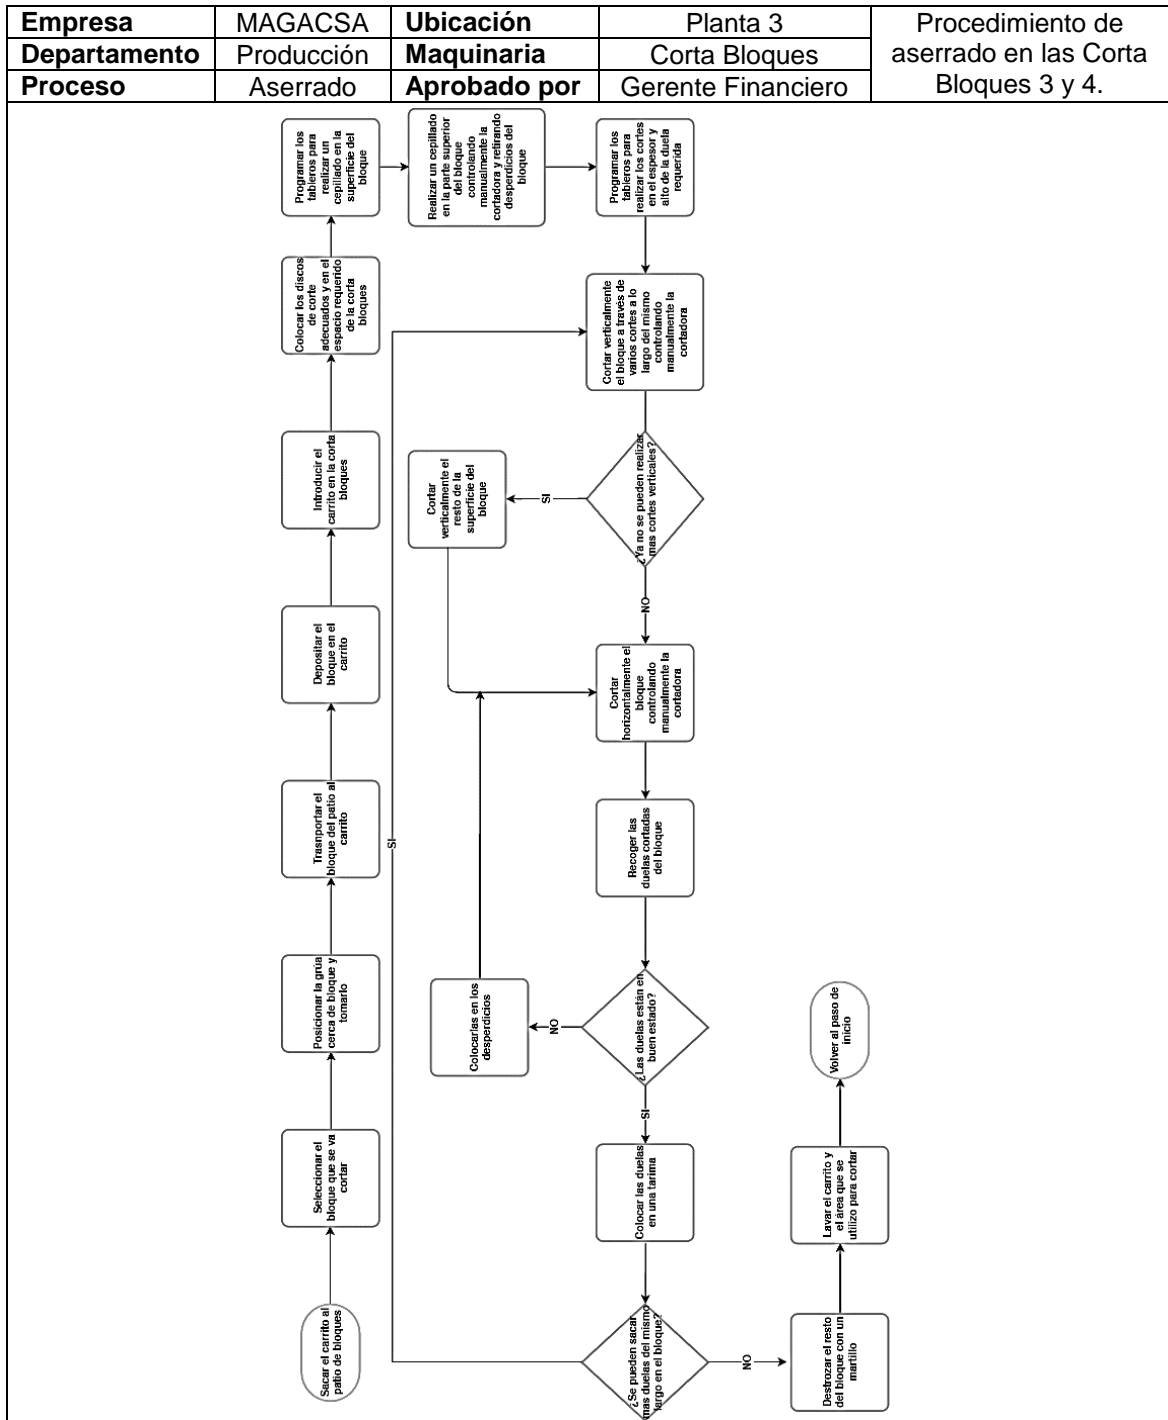 Empresa MAGACSA Ubicación Planta 3 Procedimiento de
Departamento Producción Maquinaria Corta Bloques aserrado en las Corta
Proceso Aserrado Aprobado por Gerente Financiero Bloques 3 y 4.
Sacar el carrito al
patio de bloques
Seleccionar el
bloque que se va
cortar
Posicionar la grúa
cerca de bloque y
tomarlo
Trasnportar el
bloque del patio al
carrito
Depositar el
bloque en el
carrito
Introducir el
carrito en la corta
bloques
Colocar los discos
de corte
adecuados y en el
espacio requerido
de la corta
bloques
Programar los
tableros para
realizar un
cepillado en la
superficie del
bloque
Realizar un cepillado
en la parte superior
del bloque
controlando
manualmente la
cortadora y retirando
desperdicios del
bloque
Programar los
tableros para
realizar los cortes
en el espesor y
alto de la duela
requerida
Cortar verticalmente
el bloque a través de
varios cortes a lo
largo del mismo
controlando
manualmente la
cortadora
¿Ya no se pueden realizar
mas cortes verticales?
SI
Cortar
verticalmente el
resto de la
superficie del
bloque
NO
Cortar
horizontalmente el
bloque
controlando
manualmente la
cortadora
Recoger las
duelas cortadas
del bloque
¿Las duelas están en
buen estado?
NO
Colocarlas en los
desperdicios
SI
Colocar las duelas
en una tarima
¿Se pueden sacar
mas duelas del mismo
largo en el bloque?
SI
NO
Destrozar el resto
del bloque con un
martillo
Lavar el carrito y
el área que se
utilizo para cortar
Volver al paso de
inicio